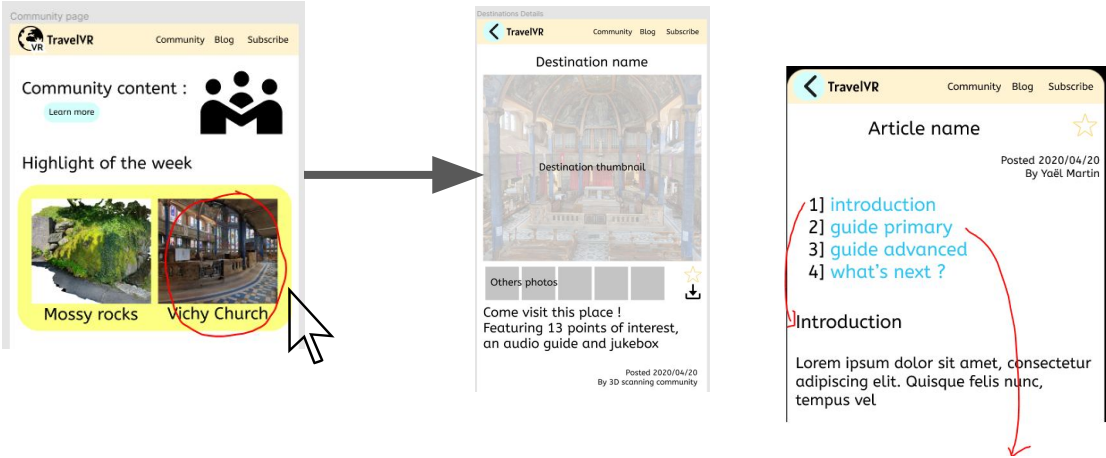 Community page
VR TravelVR
Community Blog Subscribe
Community content :
Learn more
Highlight of the week
Mossy rocks
Vichy Church
Destinations Details
TravelVR
Community Blog Subscribe
Destination name
Destination thumbnail
Others photos
Come visit this place !
Featuring 13 points of interest,
an audio guide and jukebox
Posted 2020/04/20
By 3D scanning community
TravelVR
Community Blog Subscribe
Article name
Posted 2020/04/20
By Yaël Martin
1] introduction
2] guide primary
3] guide advanced
4] what's next ?
Introduction
Lorem ipsum dolor sit amet, consectetur
adipiscing elit. Quisque felis nunc,
tempus vel